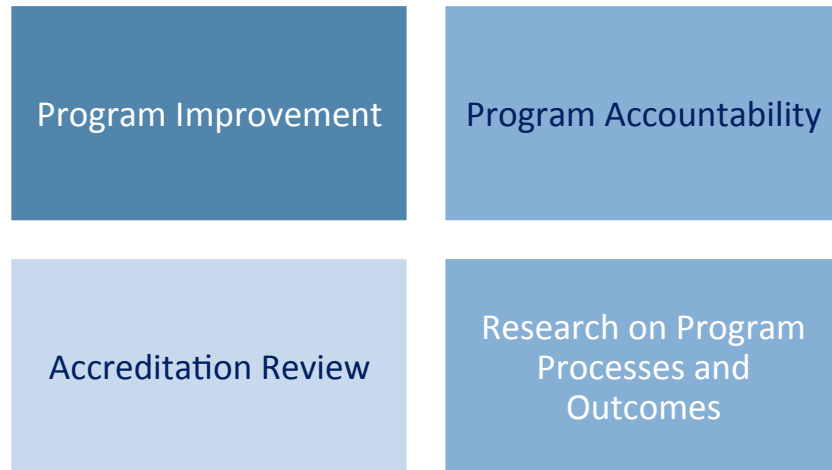 Program Improvement
Program Accountability
Accreditation Review
Research on Program
Processes and
Outcomes